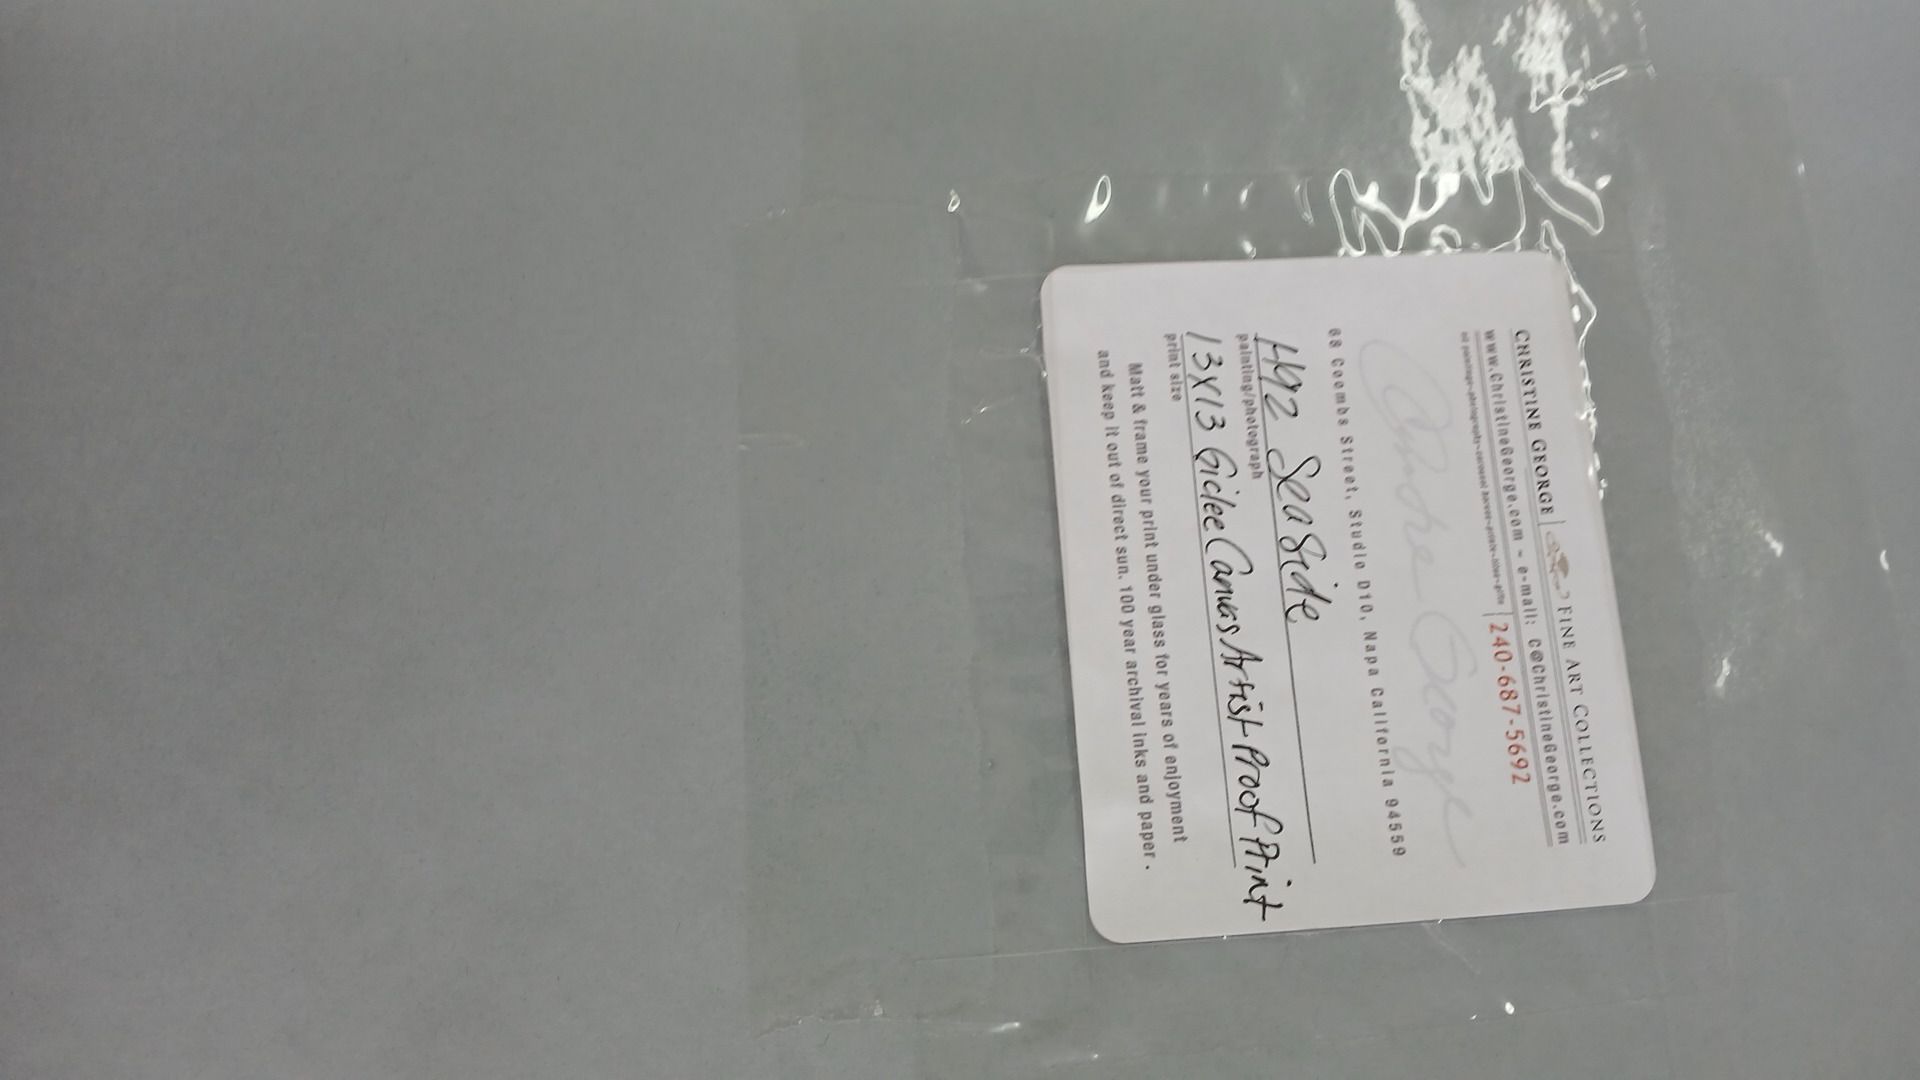 CHRISTINE GEORGE | FINE ART COLLECTIONS
www.ChristineGeorge.com ~ e-mail: C@ChristineGeorge.com
240-687-5692
Christine George
68 Coombs Street, Studio D10, Napa California 94559
H92 Sea Side
painting/photograph
13X13 Giclee Canvas Artist Proof Print
print size
Matt & frame your print under glass for years of enjoyment
and keep it out of direct sun. 100 year archival inks and paper.